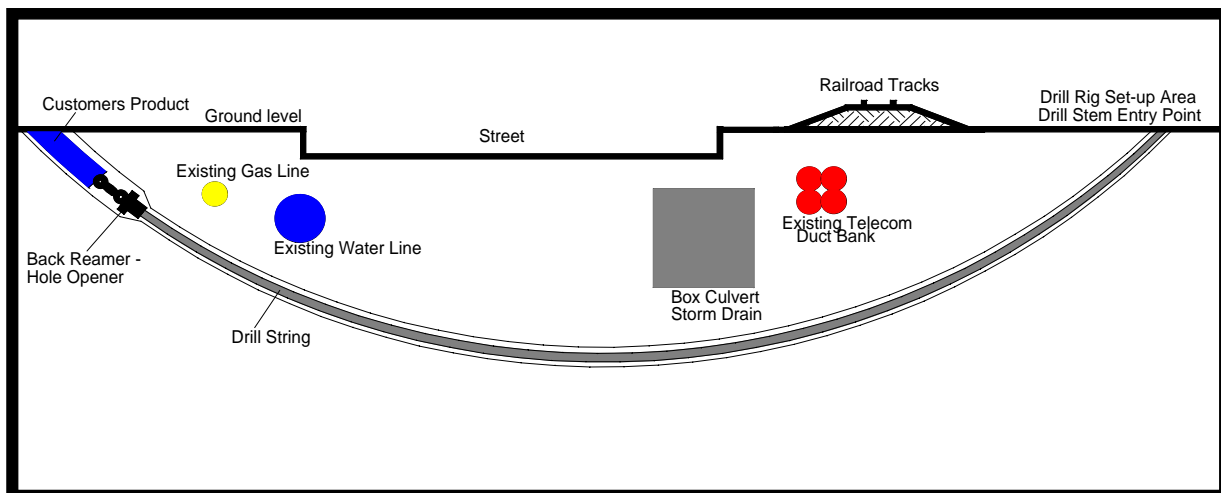 Railroad Tracks
Drill Rig Set-up Area
Drill Stem Entry Point
Customers Product
Ground level
Street
Existing Gas Line
Existing Telecom
Duct Bank
Existing Water Line
Back Reamer -
Hole Opener
Box Culvert
Storm Drain
Drill String